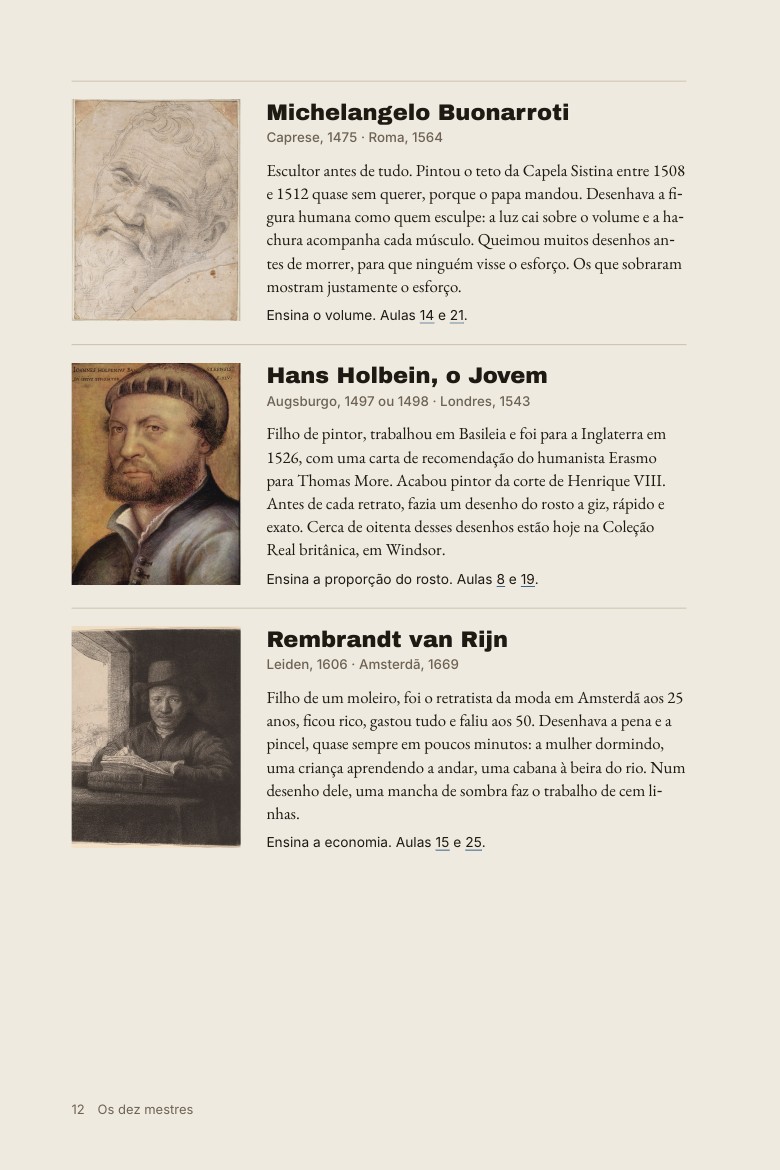 Michelangelo Buonarroti
Caprese, 1475 · Roma, 1564
Escultor antes de tudo. Pintou o teto da Capela Sistina entre 1508
e 1512 quase sem querer, porque o papa mandou. Desenhava a fi-
gura humana como quem esculpe: a luz cai sobre o volume e a ha-
chura acompanha cada músculo. Queimou muitos desenhos an-
tes de morrer, para que ninguém visse o esforço. Os que sobraram
mostram justamente o esforço.
Ensina o volume. Aulas 14 e 21.
Hans Holbein, o Jovem
Augsburgo, 1497 ou 1498 · Londres, 1543
Filho de pintor, trabalhou em Basileia e foi para a Inglaterra em
1526, com uma carta de recomendação do humanista Erasmo
para Thomas More. Acabou pintor da corte de Henrique VIII.
Antes de cada retrato, fazia um desenho do rosto a giz, rápido e
exato. Cerca de oitenta desses desenhos estão hoje na Coleção
Real britânica, em Windsor.
Ensina a proporção do rosto. Aulas 8 e 19.
Rembrandt van Rijn
Leiden, 1606 · Amsterdã, 1669
Filho de um moleiro, foi o retratista da moda em Amsterdã aos 25
anos, ficou rico, gastou tudo e faliu aos 50. Desenhava a pena e a
pincel, quase sempre em poucos minutos: a mulher dormindo,
uma criança aprendendo a andar, uma cabana à beira do rio. Num
desenho dele, uma mancha de sombra faz o trabalho de cem li-
nhas.
Ensina a economia. Aulas 15 e 25.
12 Os dez mestres